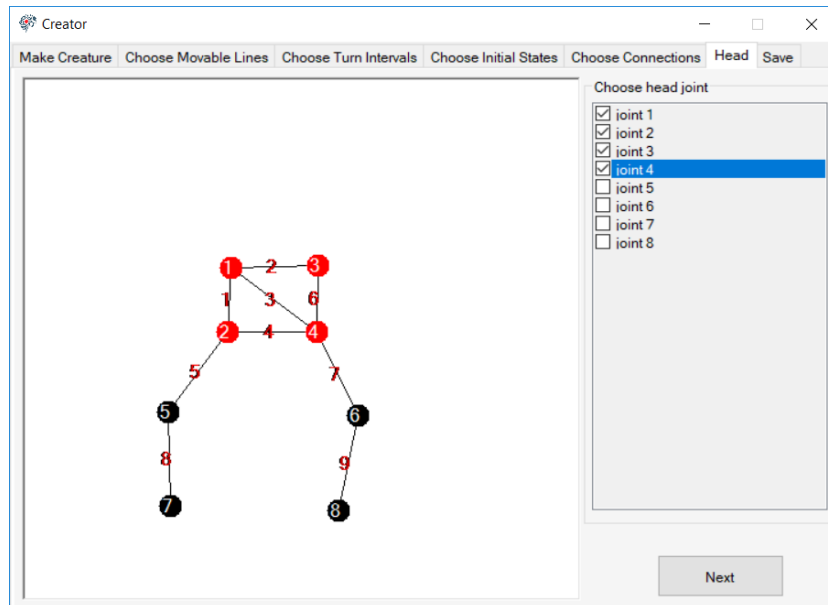 Creator
Make Creature Choose Movable Lines Choose Turn Intervals Choose Initial States Choose Connections Head Save
Choose head joint
joint 1
joint 2
joint 3
joint 4
joint 5
joint 6
joint 7
joint 8
1 2 3
1 3 6
2 4 4
5 7
5 6
8 9
7 8
Next